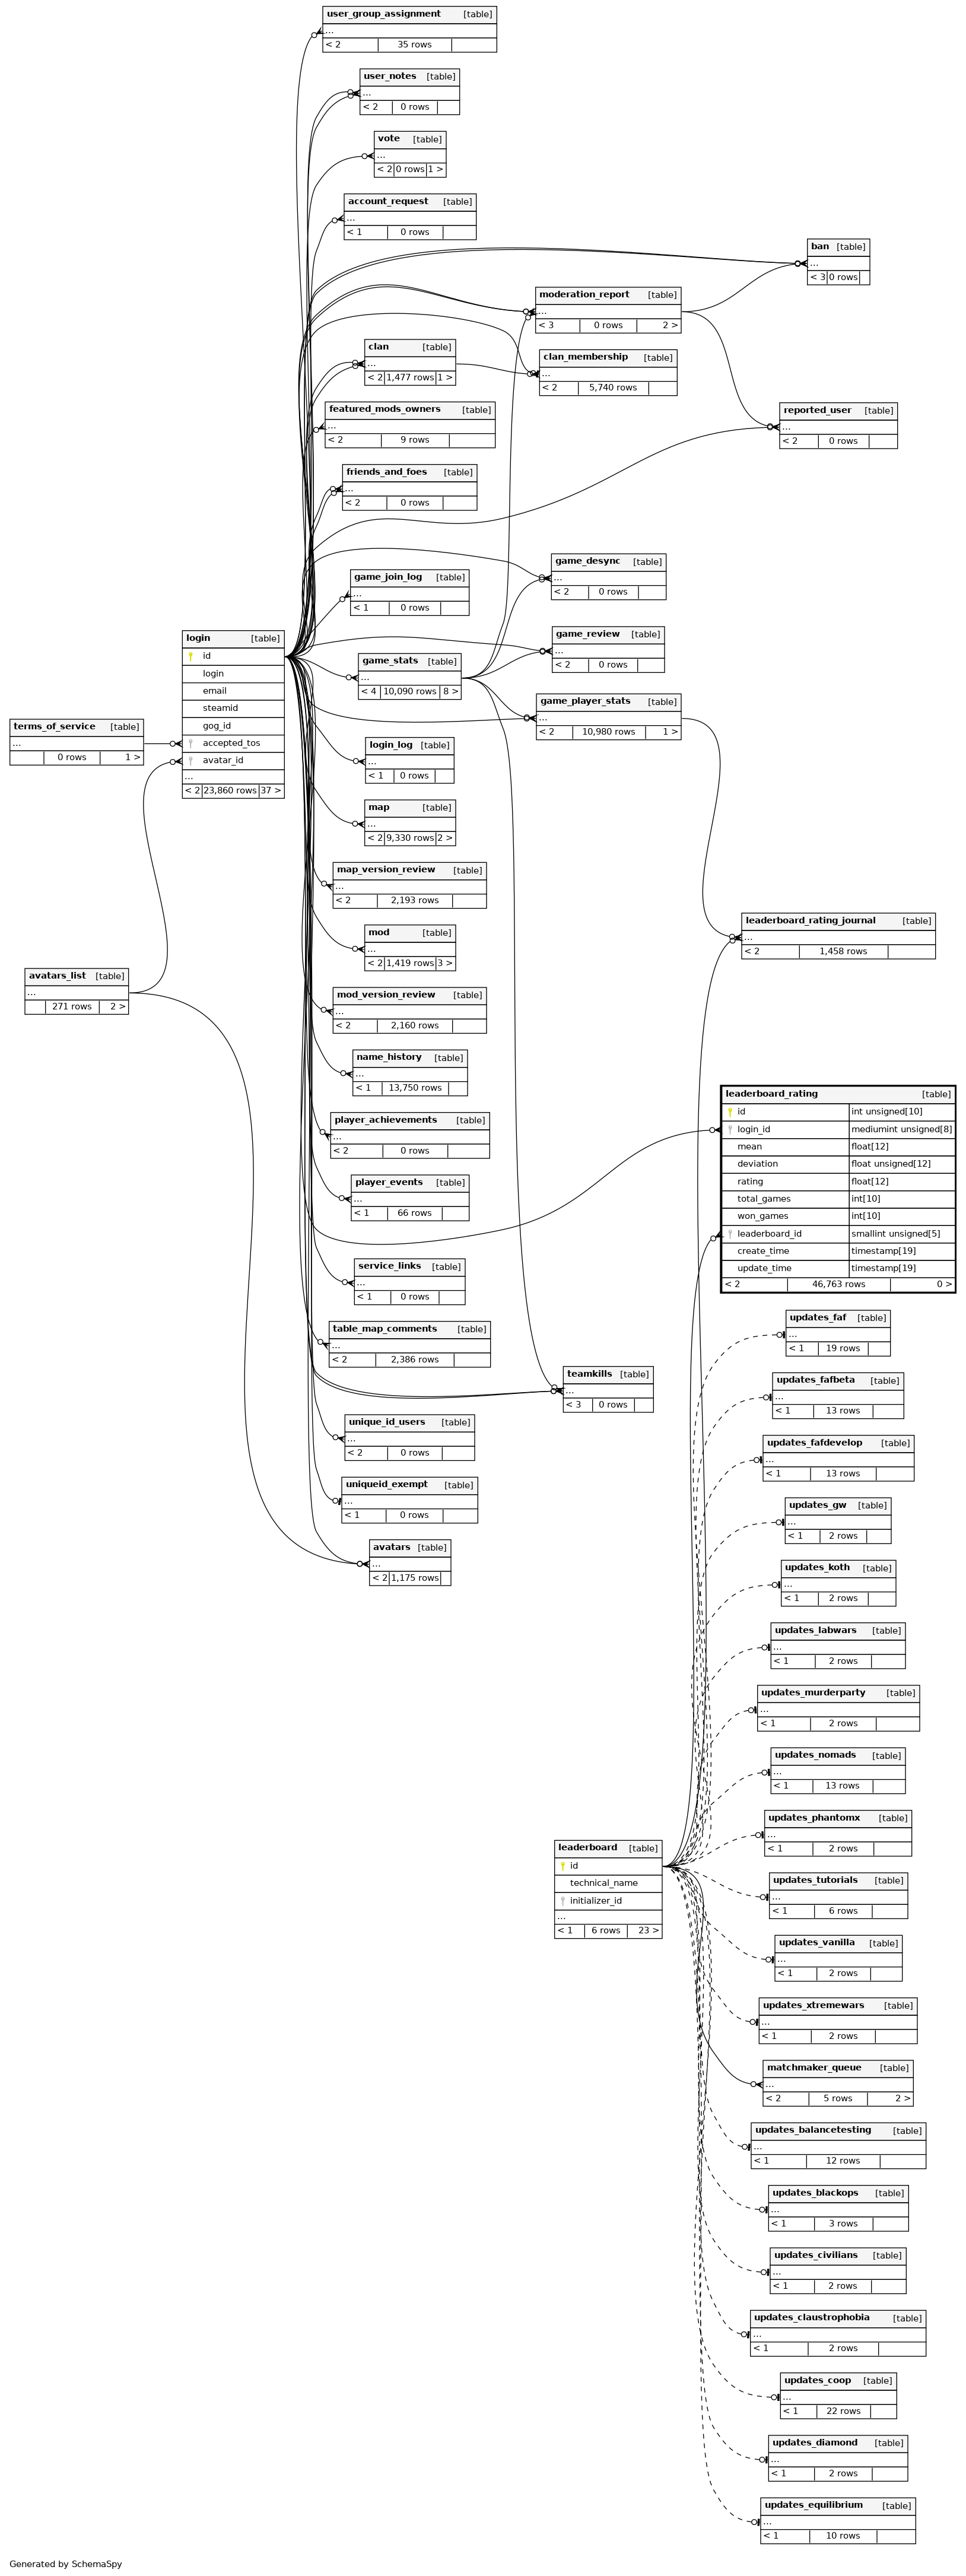 user_group_assignment [table]
...
< 2 35 rows
user_notes [table]
...
< 2 0 rows
vote [table]
...
< 2 0 rows 1 >
account_request [table]
...
< 1 0 rows
ban [table]
...
< 3 0 rows
moderation_report [table]
...
< 3 0 rows 2 >
clan [table]
...
< 2 1,477 rows 1 >
clan_membership [table]
...
< 2 5,740 rows
featured_mods_owners [table]
...
< 2 9 rows
reported_user [table]
...
< 2 0 rows
friends_and_foes [table]
...
< 2 0 rows
game_desync [table]
...
< 2 0 rows
game_join_log [table]
...
< 1 0 rows
login [table]
id
login
email
steamid
gog_id
accepted_tos
avatar_id
...
< 2 23,860 rows 37 >
game_review [table]
...
< 2 0 rows
game_stats [table]
...
< 4 10,090 rows 8 >
game_player_stats [table]
...
< 2 10,980 rows 1 >
terms_of_service [table]
...
0 rows 1 >
login_log [table]
...
< 1 0 rows
map [table]
...
< 2 9,330 rows 2 >
map_version_review [table]
...
< 2 2,193 rows
leaderboard_rating_journal [table]
...
< 2 1,458 rows
mod [table]
...
< 2 1,419 rows 3 >
avatars_list [table]
...
271 rows 2 >
mod_version_review [table]
...
< 2 2,160 rows
name_history [table]
...
< 1 13,750 rows
leaderboard_rating [table]
id int unsigned[10]
login_id mediumint unsigned[8]
mean float[12]
deviation float unsigned[12]
rating float[12]
total_games int[10]
won_games int[10]
leaderboard_id smallint unsigned[5]
create_time timestamp[19]
update_time timestamp[19]
< 2 46,763 rows 0 >
player_achievements [table]
...
< 2 0 rows
player_events [table]
...
< 1 66 rows
service_links [table]
...
< 1 0 rows
table_map_comments [table]
...
< 2 2,386 rows
teamkills [table]
...
< 3 0 rows
unique_id_users [table]
...
< 2 0 rows
uniqueid_exempt [table]
...
< 1 0 rows
avatars [table]
...
< 2 1,175 rows
updates_faf [table]
...
< 1 19 rows
updates_fafbeta [table]
...
< 1 13 rows
updates_fafdevelop [table]
...
< 1 13 rows
updates_gw [table]
...
< 1 2 rows
updates_koth [table]
...
< 1 2 rows
updates_labwars [table]
...
< 1 2 rows
updates_murderparty [table]
...
< 1 2 rows
updates_nomads [table]
...
< 1 13 rows
updates_phantomx [table]
...
< 1 2 rows
leaderboard [table]
id
technical_name
initializer_id
...
< 1 6 rows 23 >
updates_tutorials [table]
...
< 1 6 rows
updates_vanilla [table]
...
< 1 2 rows
updates_xtremewars [table]
...
< 1 2 rows
matchmaker_queue [table]
...
< 2 5 rows 2 >
updates_balancetesting [table]
...
< 1 12 rows
updates_blackops [table]
...
< 1 3 rows
updates_civilians [table]
...
< 1 2 rows
updates_claustrophobia [table]
...
< 1 2 rows
updates_coop [table]
...
< 1 22 rows
updates_diamond [table]
...
< 1 2 rows
updates_equilibrium [table]
...
< 1 10 rows
Generated by SchemaSpy